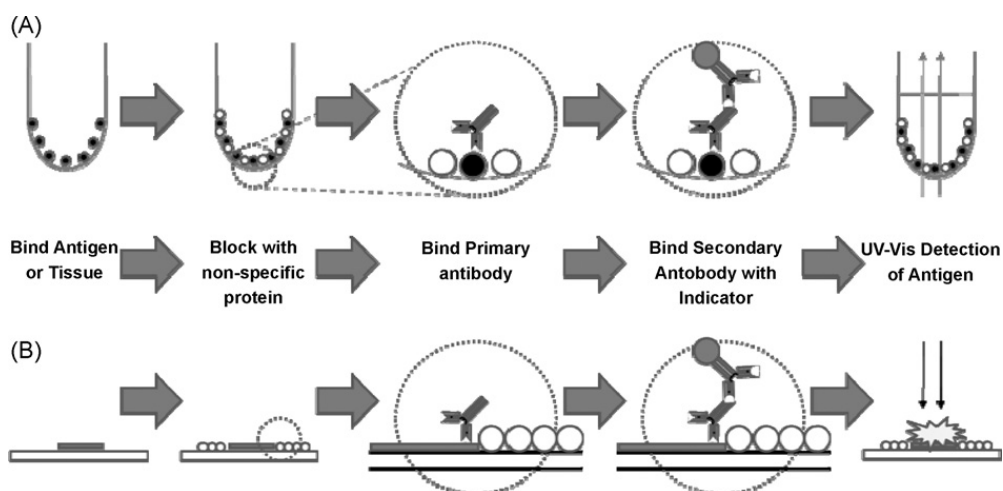 (A)
Bind Antigen
or Tissue
Block with
non-specific
protein
Bind Primary
antibody
Bind Secondary
Antobody with
Indicator
UV-Vis Detection
of Antigen
(B)